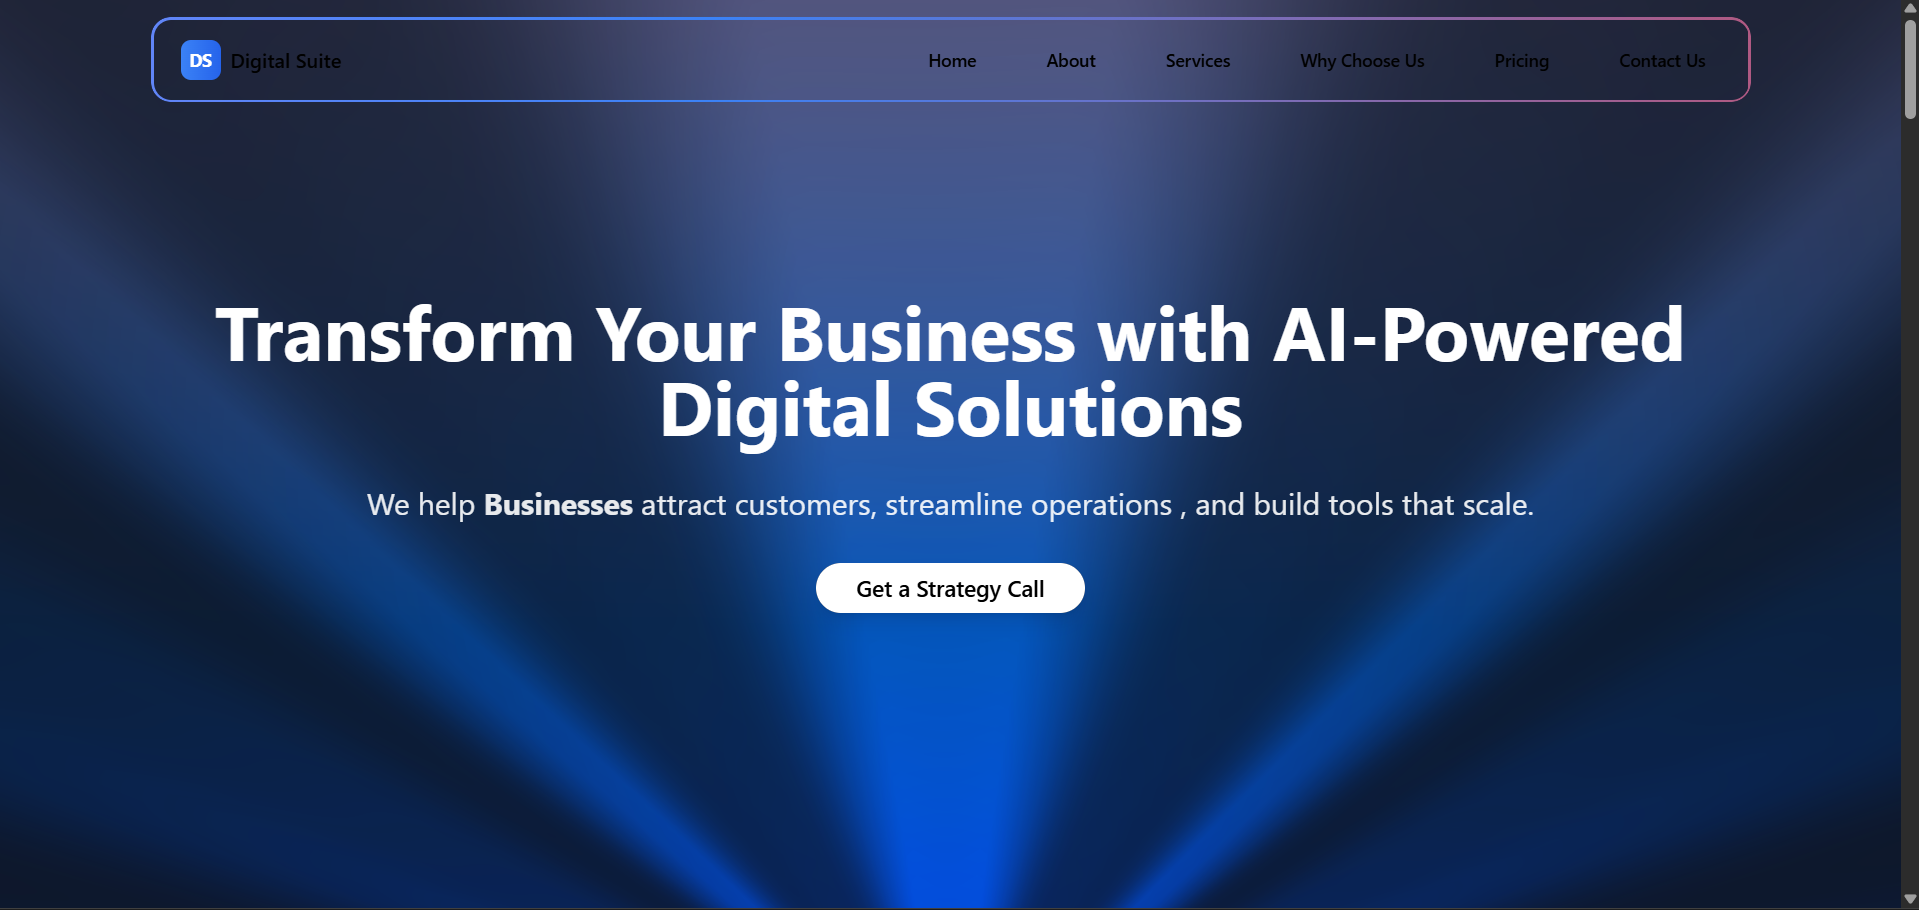 DS Digital Suite Home About Services Why Choose Us Pricing Contact Us
Transform Your Business with AI-Powered
Digital Solutions
We help Businesses attract customers, streamline operations , and build tools that scale.
Get a Strategy Call